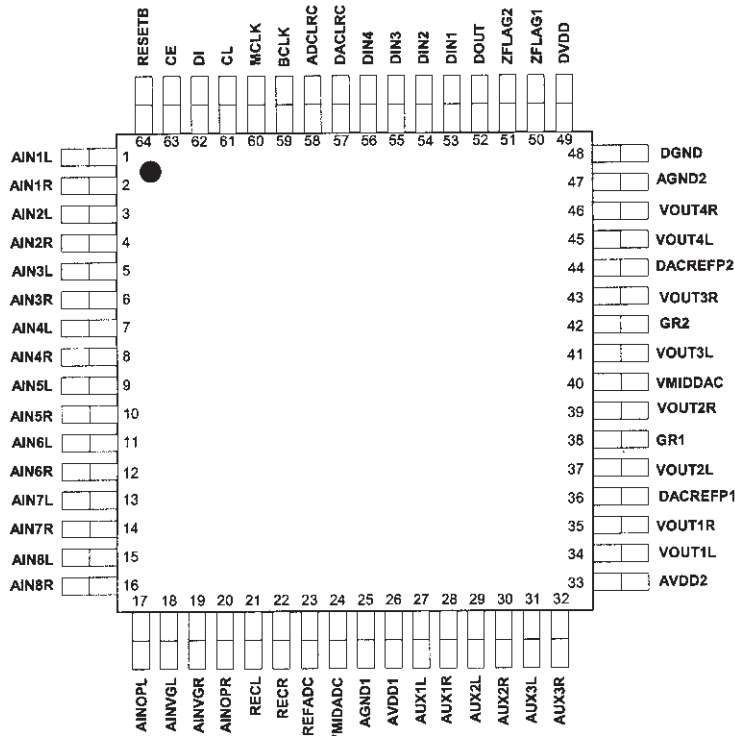 RESETB CE DI CL MCLK BCLK ADCLRC DACLRC DIN4 DIN3 DIN2 DIN1 DOUT ZFLAG2 ZFLAG1 DVDD
64 63 62 61 60 59 58 57 56 55 54 53 52 51 50 49
AIN1L 1 48 DGND
AIN1R 2 47 AGND2
AIN2L 3 46 VOUT4R
AIN2R 4 45 VOUT4L
AIN3L 5 44 DACREFP2
AIN3R 6 43 VOUT3R
AIN4L 7 42 GR2
AIN4R 8 41 VOUT3L
AIN5L 9 40 VMIDDAC
AIN5R 10 39 VOUT2R
AIN6L 11 38 GR1
AIN6R 12 37 VOUT2L
AIN7L 13 36 DACREFP1
AIN7R 14 35 VOUT1R
AIN8L 15 34 VOUT1L
AIN8R 16 33 AVDD2
17 18 19 20 21 22 23 24 25 26 27 28 29 30 31 32
AINOPL AINVGL AINVGR AINOPR RECL RECR REFADC VMIDADC AGND1 AVDD1 AUX1L AUX1R AUX2L AUX2R AUX3L AUX3R